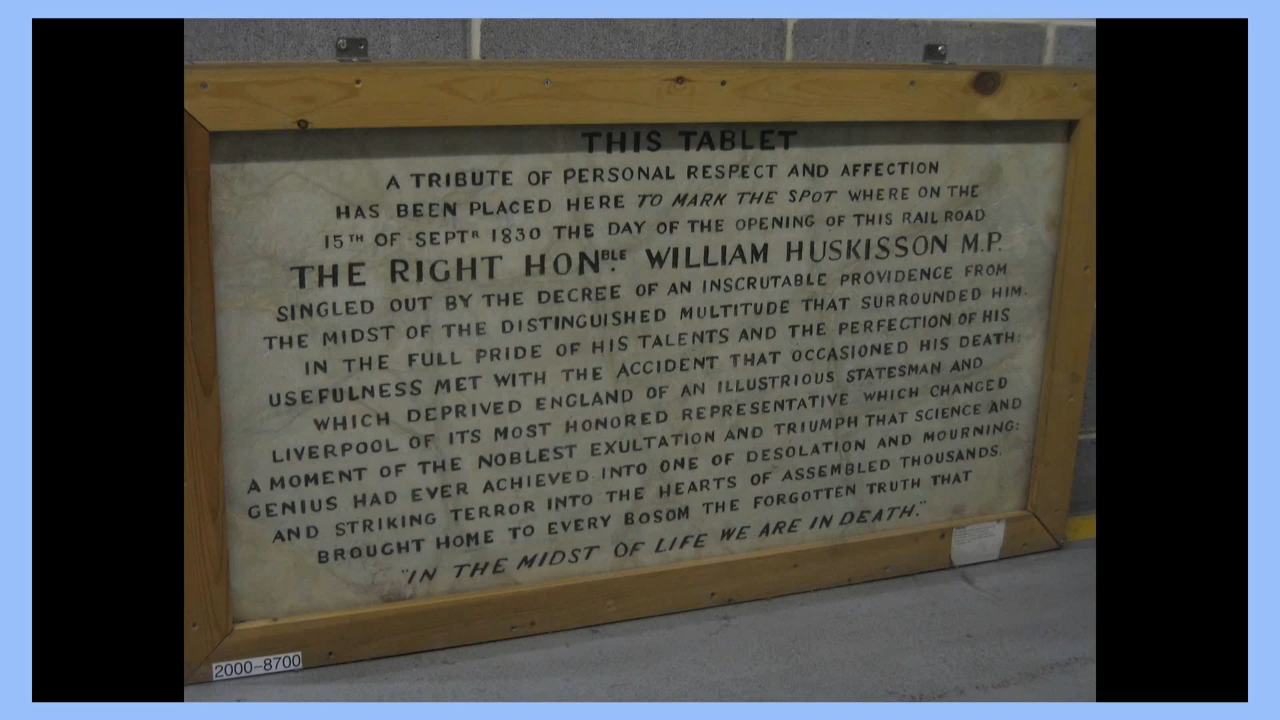 THIS TABLET
A TRIBUTE OF PERSONAL RESPECT AND AFFECTION
HAS BEEN PLACED HERE TO MARK THE SPOT WHERE ON THE
15TH OF SEPTR 1830 THE DAY OF THE OPENING OF THIS RAIL ROAD
THE RIGHT HONBLE. WILLIAM HUSKISSON M.P.
SINGLED OUT BY THE DECREE OF AN INSCRUTABLE PROVIDENCE FROM
THE MIDST OF THE DISTINGUISHED MULTITUDE THAT SURROUNDED HIM.
IN THE FULL PRIDE OF HIS TALENTS AND THE PERFECTION OF HIS
USEFULNESS MET WITH THE ACCIDENT THAT OCCASIONED HIS DEATH:
WHICH DEPRIVED ENGLAND OF AN ILLUSTRIOUS STATESMAN AND
LIVERPOOL OF ITS MOST HONORED REPRESENTATIVE WHICH CHANGED
A MOMENT OF THE NOBLEST EXULTATION AND TRIUMPH THAT SCIENCE AND
GENIUS HAD EVER ACHIEVED INTO ONE OF DESOLATION AND MOURNING:
AND STRIKING TERROR INTO THE HEARTS OF ASSEMBLED THOUSANDS.
BROUGHT HOME TO EVERY BOSOM THE FORGOTTEN TRUTH THAT
"IN THE MIDST OF LIFE WE ARE IN DEATH."
2000-8700